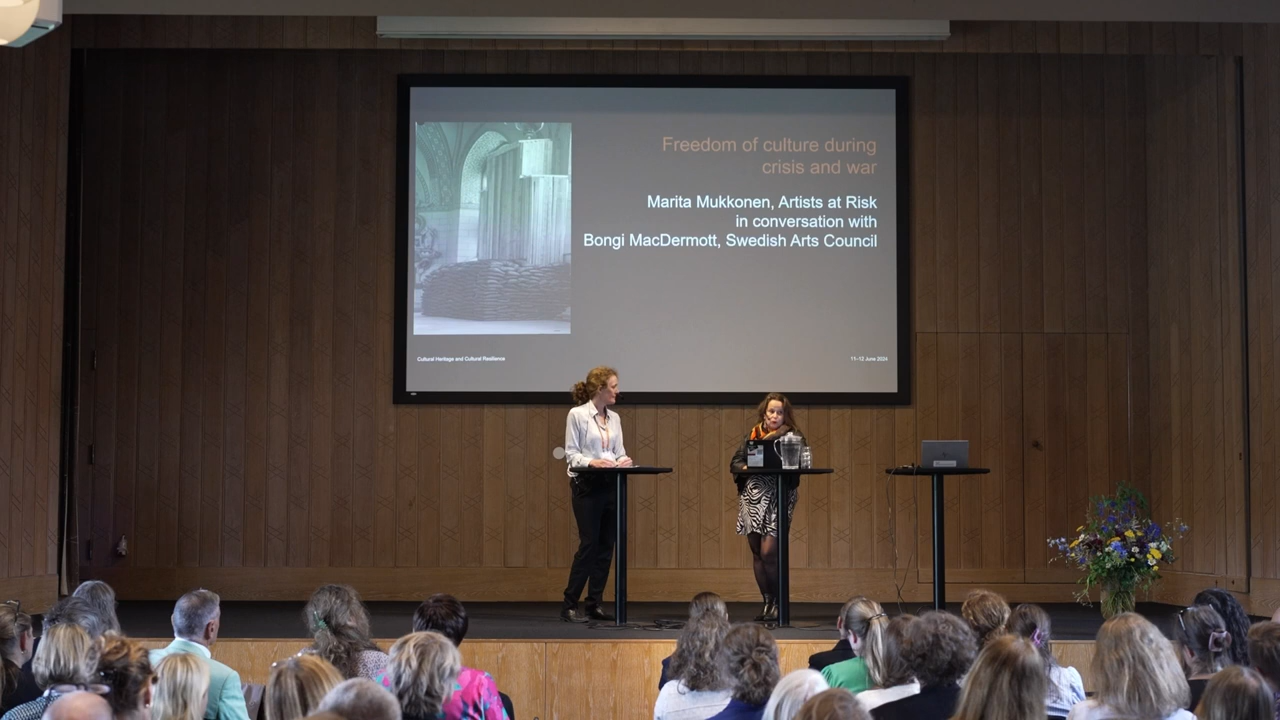 Freedom of culture during
crisis and war
Marita Mukkonen, Artists at Risk
in conversation with
Bongi MacDermott, Swedish Arts Council
Cultural Heritage and Cultural Resilience
11–12 June 2024